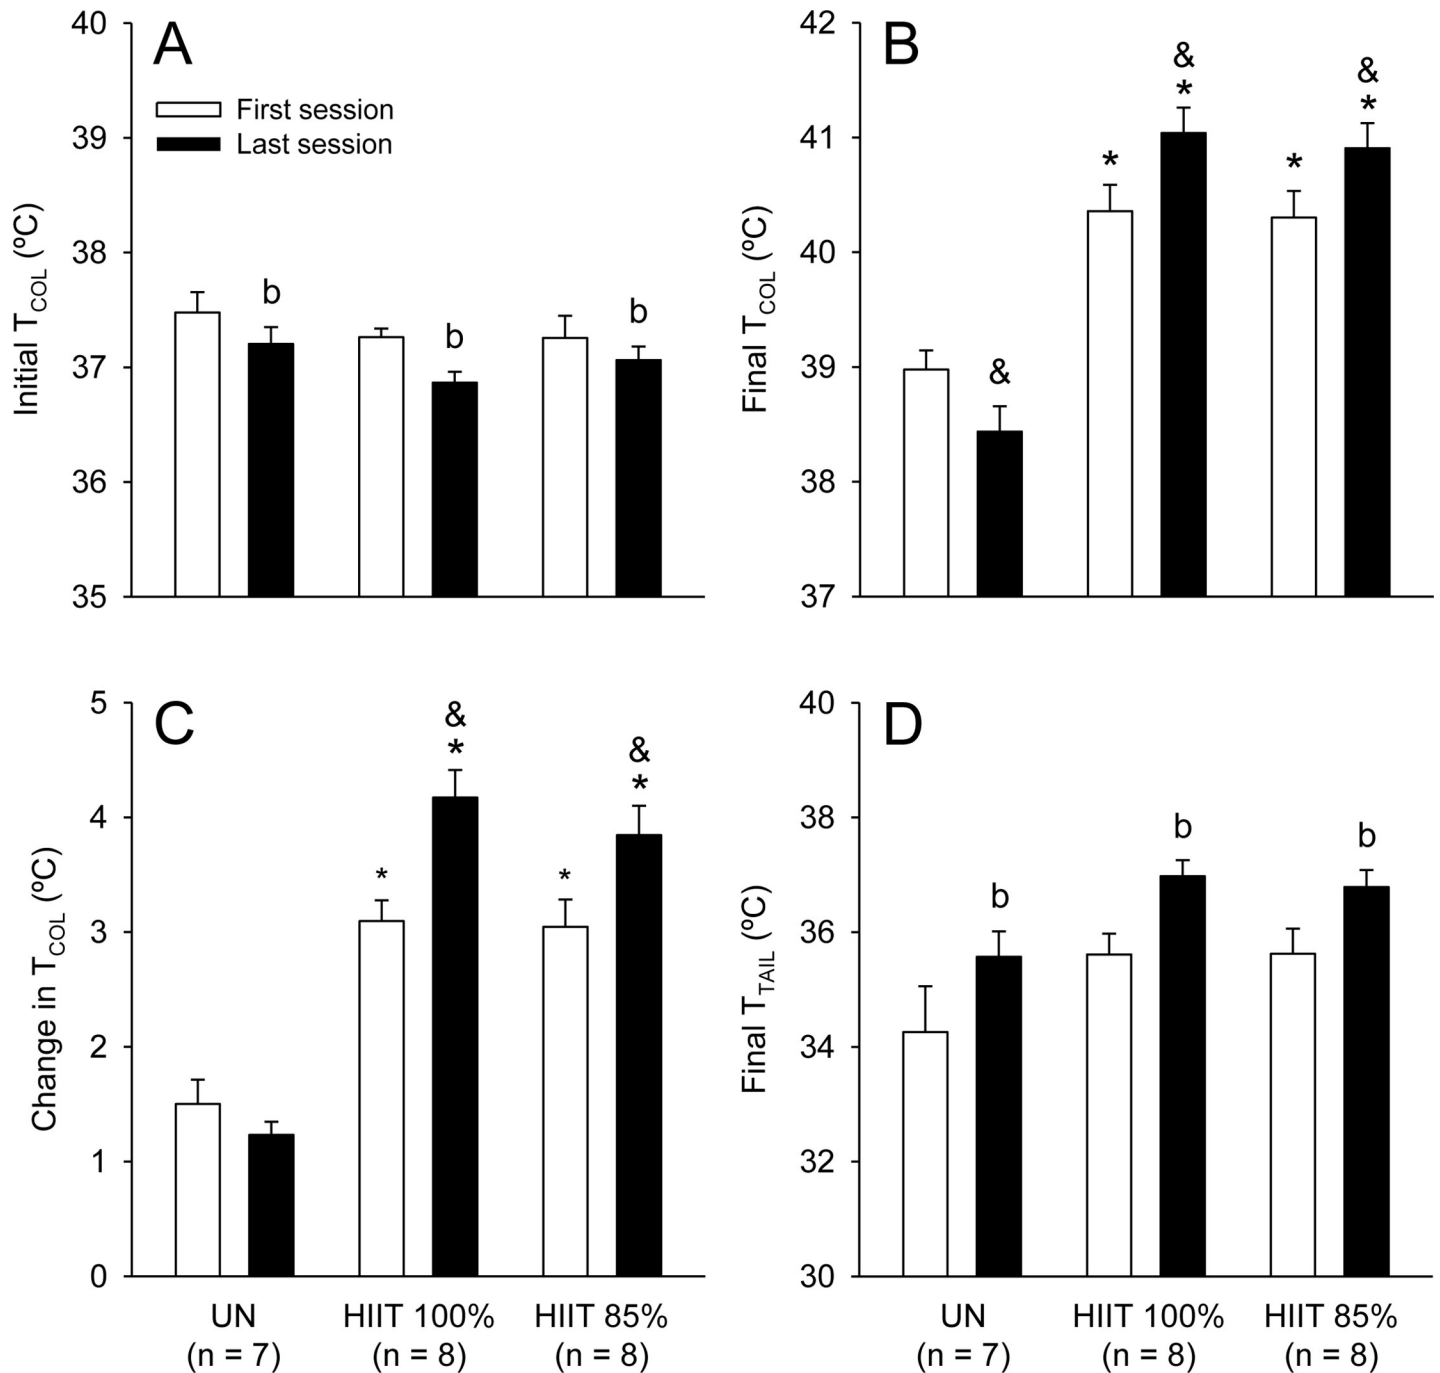 A
First session
Last session
Initial T_COL (ºC)
40
39
38
37
36
35
b
b
b
B
Final T_COL (ºC)
42
41
40
39
38
37
&
*
&
*
*
&
*
&
*
C
Change in T_COL (ºC)
5
4
3
2
1
0
*
&
*
*
&
*
UN
(n = 7)
HIIT 100%
(n = 8)
HIIT 85%
(n = 8)
D
Final T_TAIL (ºC)
40
38
36
34
32
30
b
b
b
UN
(n = 7)
HIIT 100%
(n = 8)
HIIT 85%
(n = 8)